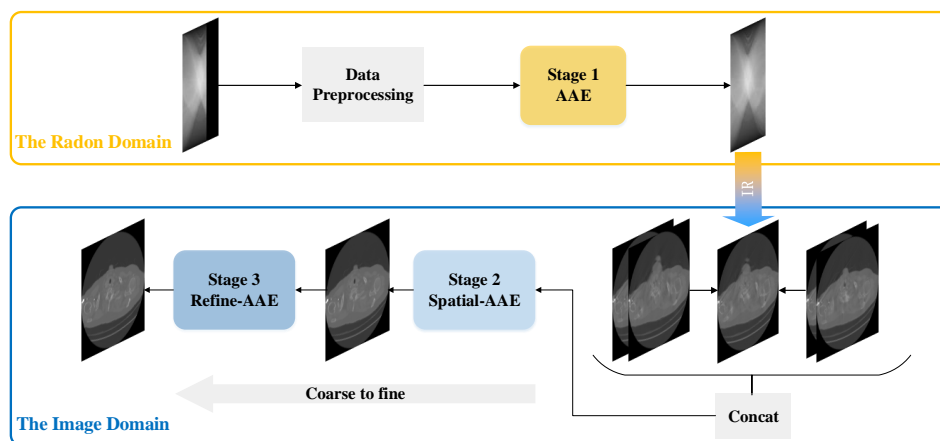 Data
Preprocessing
Stage 1
AAE
The Radon Domain
IR
Stage 3
Refine-AAE
Stage 2
Spatial-AAE
Coarse to fine
Concat
The Image Domain